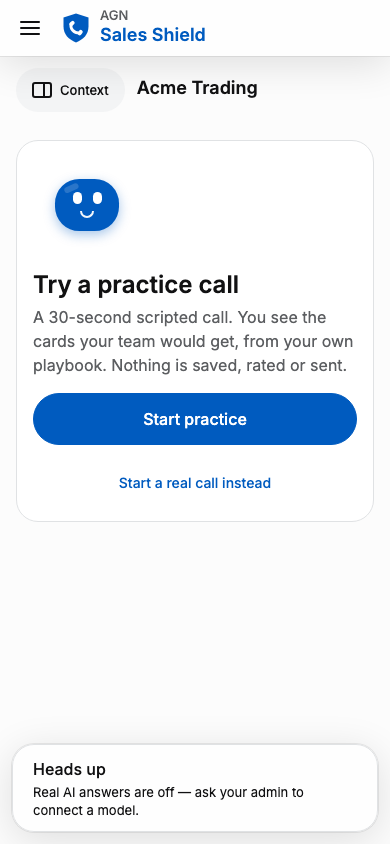 AGN
Sales Shield
Context
Acme Trading
Try a practice call
A 30-second scripted call. You see the
cards your team would get, from your own
playbook. Nothing is saved, rated or sent.
Start practice
Start a real call instead
Heads up
Real AI answers are off — ask your admin to
connect a model.